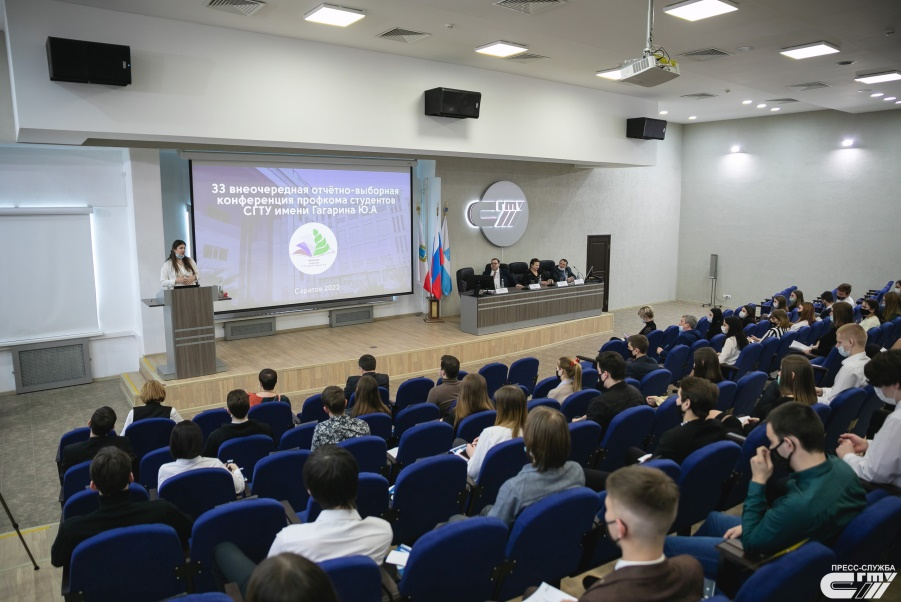 33 внеочередная отчётно-выборная
конференция профкома студентов
СГТУ имени Гагарина Ю.А
Саратов 2022
СГТУ
ПРЕСС-СЛУЖБА
СГТУ